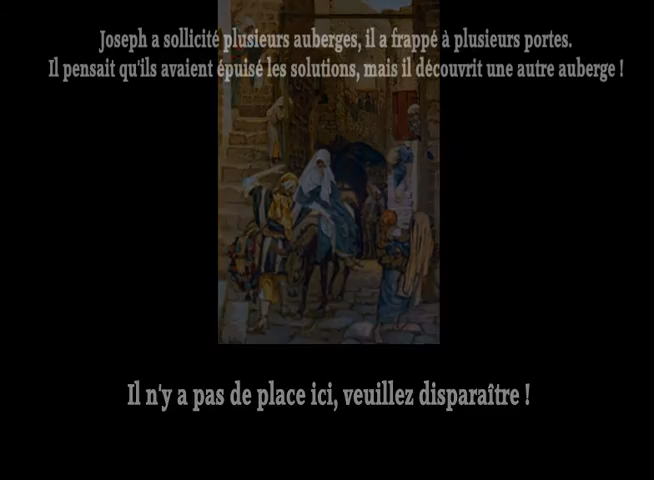 Joseph a sollicité plusieurs auberges, il a frappé à plusieurs portes.
Il pensait qu'ils avaient épuisé les solutions, mais il découvrit une autre auberge !
Il n'y a pas de place ici, veuillez disparaître !